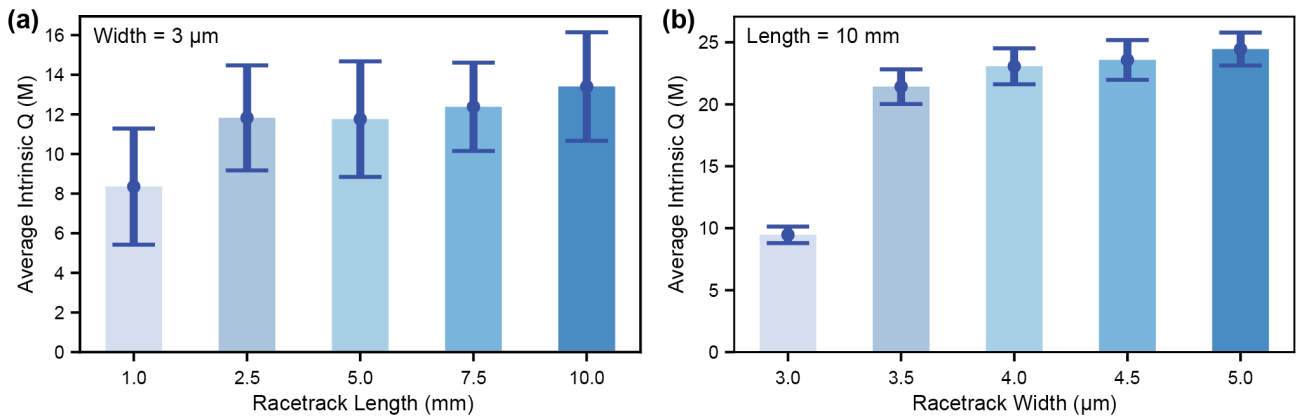 (a)
Width = 3 µm
Average Intrinsic Q (M)
16
14
12
10
8
6
4
2
0
1.0 2.5 5.0 7.5 10.0
Racetrack Length (mm)
(b)
Length = 10 mm
Average Intrinsic Q (M)
25
20
15
10
5
0
3.0 3.5 4.0 4.5 5.0
Racetrack Width (µm)